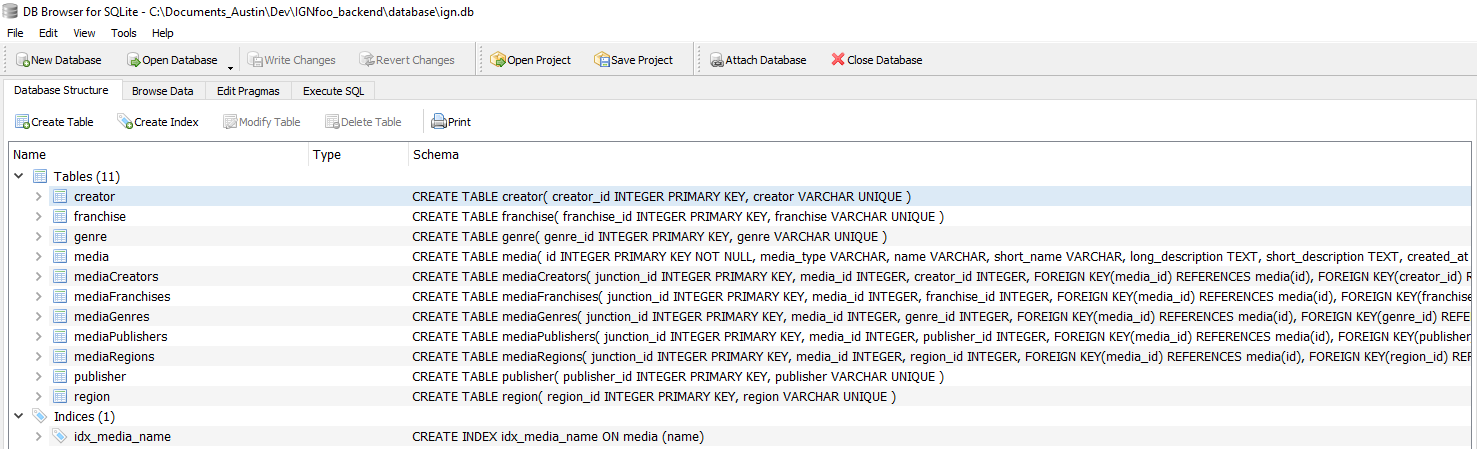 DB Browser for SQLite - C:\Documents_Austin\Dev\IGNfoo_backend\database\ign.db
File Edit View Tools Help
New Database Open Database Write Changes Revert Changes Open Project Save Project Attach Database Close Database
Database Structure Browse Data Edit Pragmas Execute SQL
Create Table Create Index Modify Table Delete Table Print
Name Type Schema
Tables (11)
creator CREATE TABLE creator( creator_id INTEGER PRIMARY KEY, creator VARCHAR UNIQUE )
franchise CREATE TABLE franchise( franchise_id INTEGER PRIMARY KEY, franchise VARCHAR UNIQUE )
genre CREATE TABLE genre( genre_id INTEGER PRIMARY KEY, genre VARCHAR UNIQUE )
media CREATE TABLE media( id INTEGER PRIMARY KEY NOT NULL, media_type VARCHAR, name VARCHAR, short_name VARCHAR, long_description TEXT, short_description TEXT, created_at
mediaCreators CREATE TABLE mediaCreators( junction_id INTEGER PRIMARY KEY, media_id INTEGER, creator_id INTEGER, FOREIGN KEY(media_id) REFERENCES media(id), FOREIGN KEY(creator_id) R
mediaFranchises CREATE TABLE mediaFranchises( junction_id INTEGER PRIMARY KEY, media_id INTEGER, franchise_id INTEGER, FOREIGN KEY(media_id) REFERENCES media(id), FOREIGN KEY(franchise
mediaGenres CREATE TABLE mediaGenres( junction_id INTEGER PRIMARY KEY, media_id INTEGER, genre_id INTEGER, FOREIGN KEY(media_id) REFERENCES media(id), FOREIGN KEY(genre_id) REFE
mediaPublishers CREATE TABLE mediaPublishers( junction_id INTEGER PRIMARY KEY, media_id INTEGER, publisher_id INTEGER, FOREIGN KEY(media_id) REFERENCES media(id), FOREIGN KEY(publisher
mediaRegions CREATE TABLE mediaRegions( junction_id INTEGER PRIMARY KEY, media_id INTEGER, region_id INTEGER, FOREIGN KEY(media_id) REFERENCES media(id), FOREIGN KEY(region_id) REF
publisher CREATE TABLE publisher( publisher_id INTEGER PRIMARY KEY, publisher VARCHAR UNIQUE )
region CREATE TABLE region( region_id INTEGER PRIMARY KEY, region VARCHAR UNIQUE )
Indices (1)
idx_media_name CREATE INDEX idx_media_name ON media (name)